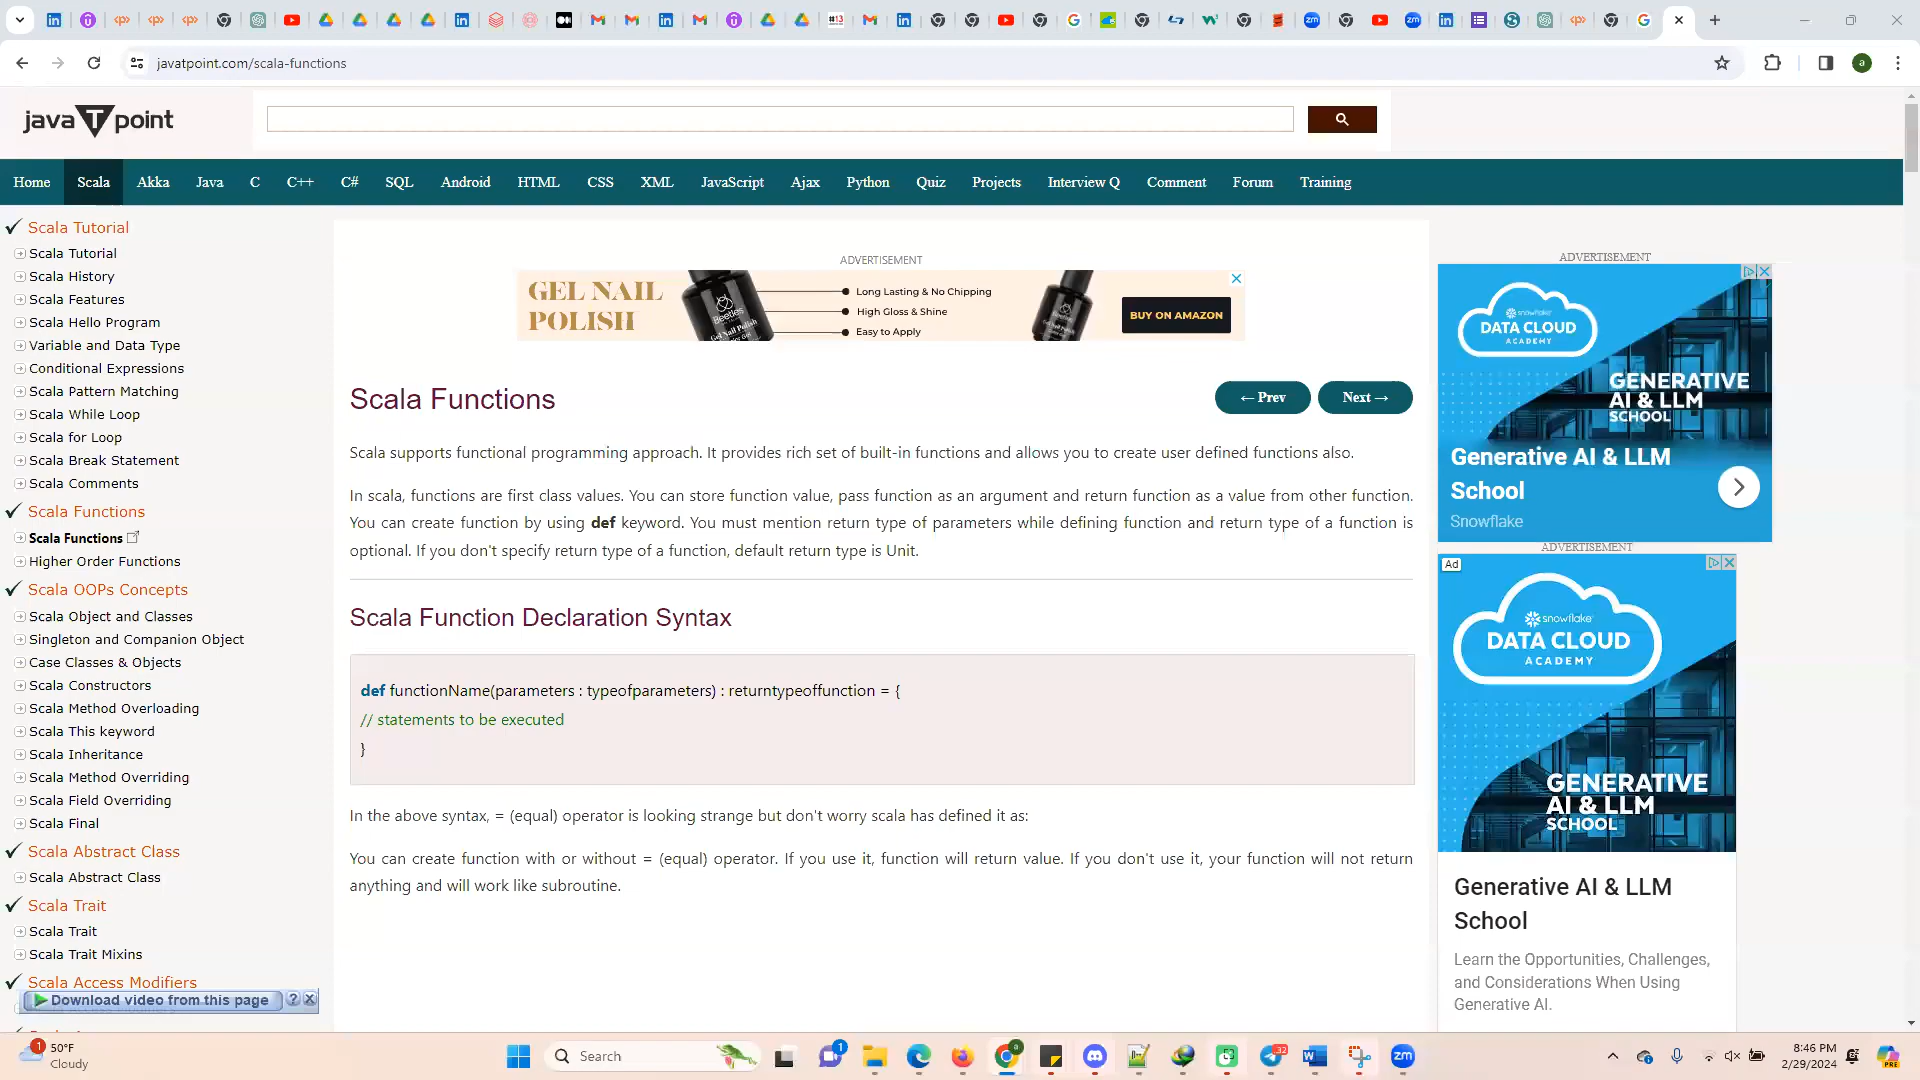 #13
javatpoint.com/scala-functions
a
java T point
Home Scala Akka Java C C++ C# SQL Android HTML CSS XML JavaScript Ajax Python Quiz Projects Interview Q Comment Forum Training
Scala Tutorial
Scala Tutorial
Scala History
Scala Features
Scala Hello Program
Variable and Data Type
Conditional Expressions
Scala Pattern Matching
Scala While Loop
Scala for Loop
Scala Break Statement
Scala Comments
Scala Functions
Scala Functions
Higher Order Functions
Scala OOPs Concepts
Scala Object and Classes
Singleton and Companion Object
Case Classes & Objects
Scala Constructors
Scala Method Overloading
Scala This keyword
Scala Inheritance
Scala Method Overriding
Scala Field Overriding
Scala Final
Scala Abstract Class
Scala Abstract Class
Scala Trait
Scala Trait
Scala Trait Mixins
Scala Access Modifiers
Download video from this page ?
ADVERTISEMENT
GEL NAIL
POLISH
Beetles
Gel Nail Polish
Long Lasting & No Chipping
High Gloss & Shine
Easy to Apply
BUY ON AMAZON
Scala Functions
← Prev
Next →
Scala supports functional programming approach. It provides rich set of built-in functions and allows you to create user defined functions also.
In scala, functions are first class values. You can store function value, pass function as an argument and return function as a value from other function.
You can create function by using def keyword. You must mention return type of parameters while defining function and return type of a function is
optional. If you don't specify return type of a function, default return type is Unit.
Scala Function Declaration Syntax
def functionName(parameters : typeofparameters) : returntypeoffunction = {
// statements to be executed
}
In the above syntax, = (equal) operator is looking strange but don't worry scala has defined it as:
You can create function with or without = (equal) operator. If you use it, function will return value. If you don't use it, your function will not return
anything and will work like subroutine.
ADVERTISEMENT
snowflake
DATA CLOUD
ACADEMY
GENERATIVE
AI & LLM
SCHOOL
Generative AI & LLM
School
Snowflake
ADVERTISEMENT
Ad
snowflake
DATA CLOUD
ACADEMY
GENERATIVE
AI & LLM
SCHOOL
Generative AI & LLM
School
Learn the Opportunities, Challenges,
and Considerations When Using
Generative AI.
1
50°F
Cloudy
Search
1
a
32
zm
8:46 PM
2/29/2024
PRE